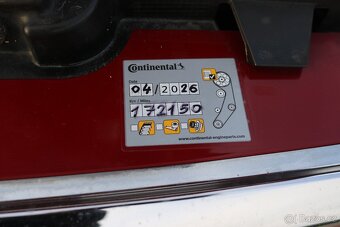 Continental
Date
04/2026
Km / Miles
172150
www.continental-engineparts.com